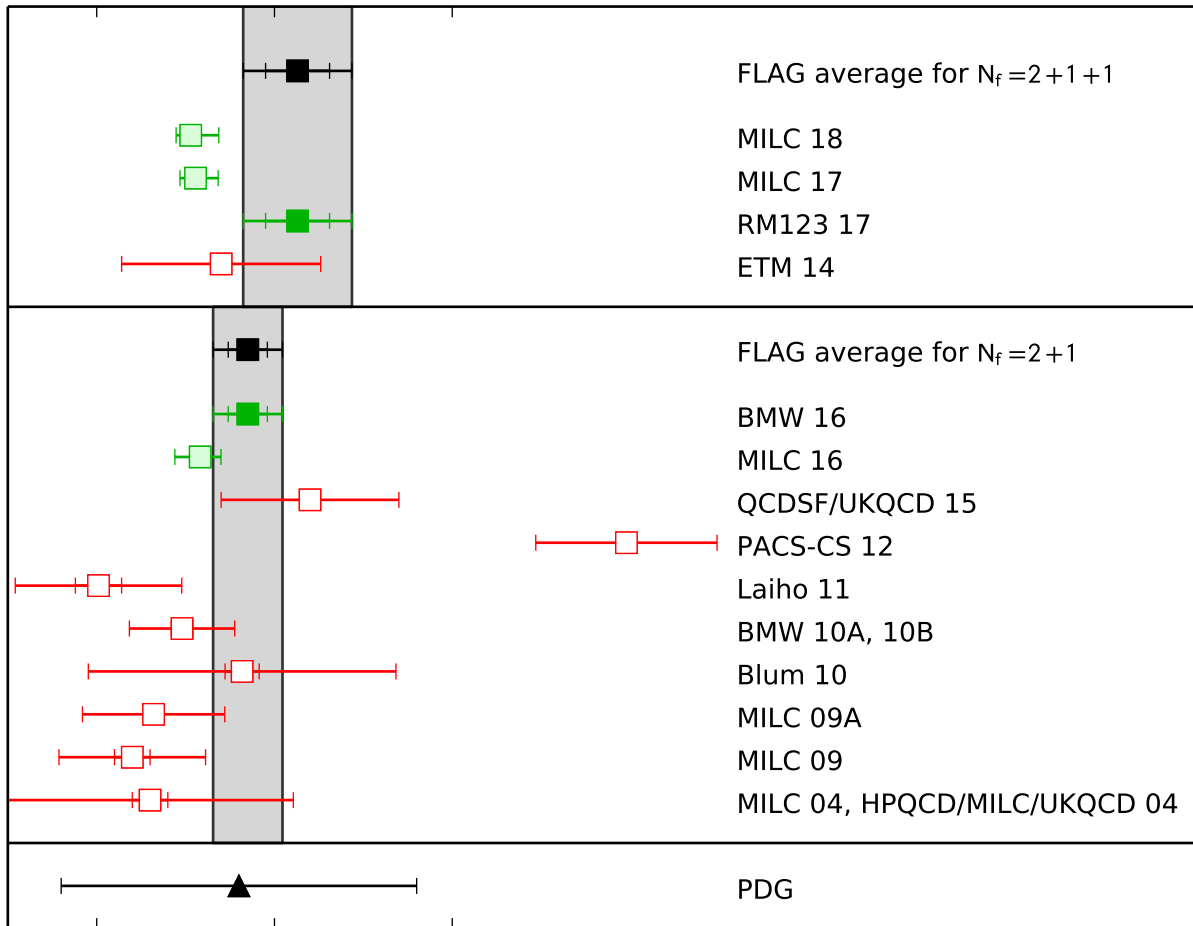 FLAG average for N_f=2+1+1
MILC 18
MILC 17
RM123 17
ETM 14
FLAG average for N_f=2+1
BMW 16
MILC 16
QCDSF/UKQCD 15
PACS-CS 12
Laiho 11
BMW 10A, 10B
Blum 10
MILC 09A
MILC 09
MILC 04, HPQCD/MILC/UKQCD 04
PDG